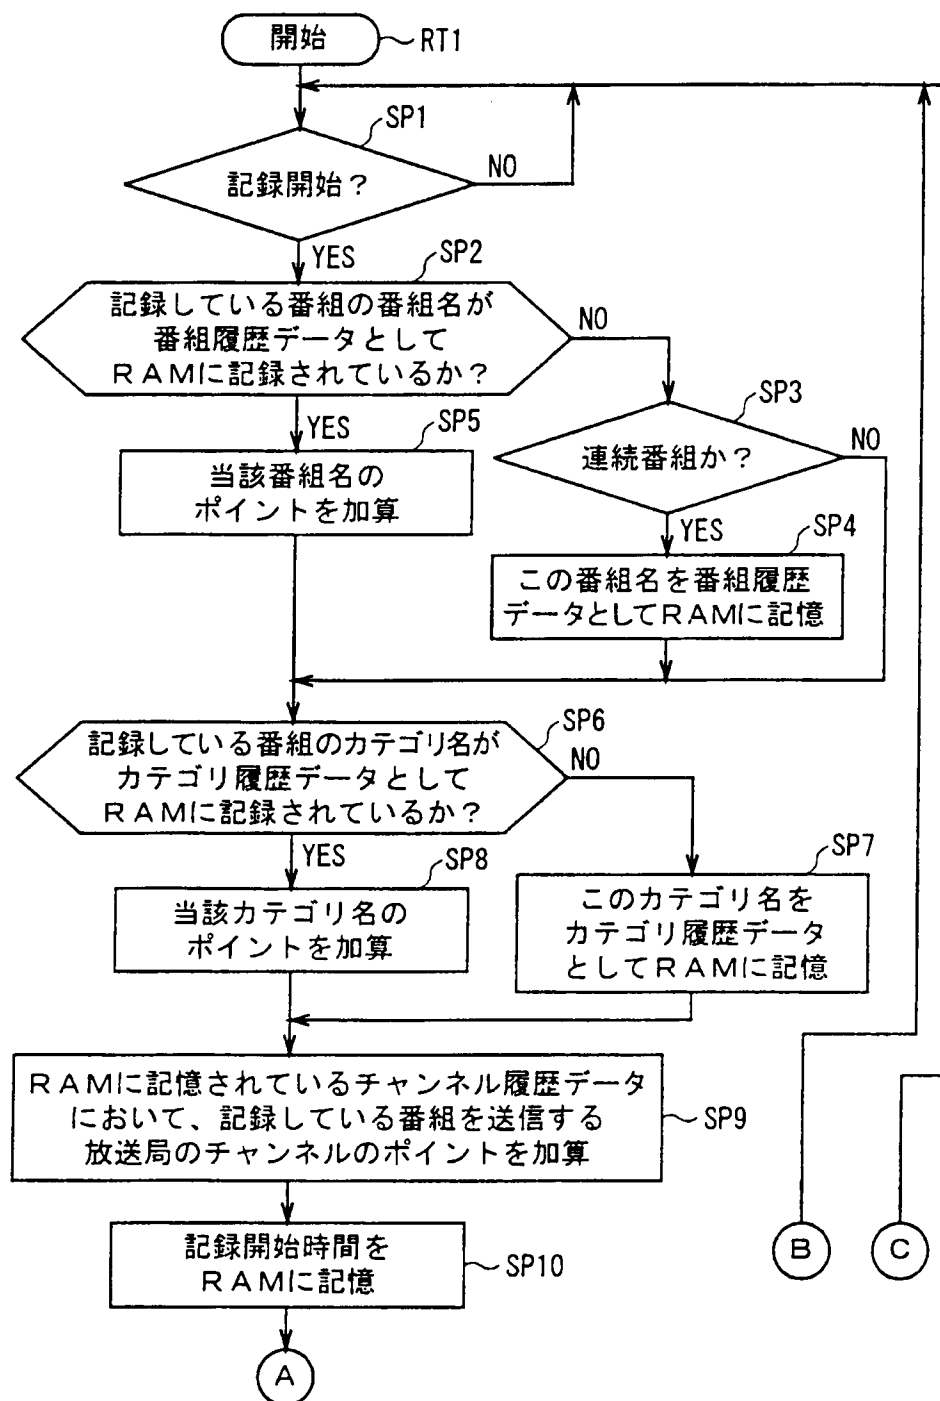 開始
RT1
SP1
記録開始？
NO
YES
SP2
記録している番組の番組名が
番組履歴データとして
RAMに記録されているか？
NO
YES
SP3
連続番組か？
NO
YES
SP5
当該番組名の
ポイントを加算
SP4
この番組名を番組履歴
データとしてRAMに記憶
SP6
記録している番組のカテゴリ名が
カテゴリ履歴データとして
RAMに記録されているか？
NO
YES
SP8
当該カテゴリ名の
ポイントを加算
SP7
このカテゴリ名を
カテゴリ履歴データ
としてRAMに記憶
RAMに記憶されているチャンネル履歴データ
において、記録している番組を送信する
放送局のチャンネルのポイントを加算
SP9
記録開始時間を
RAMに記憶
SP10
B
C
A